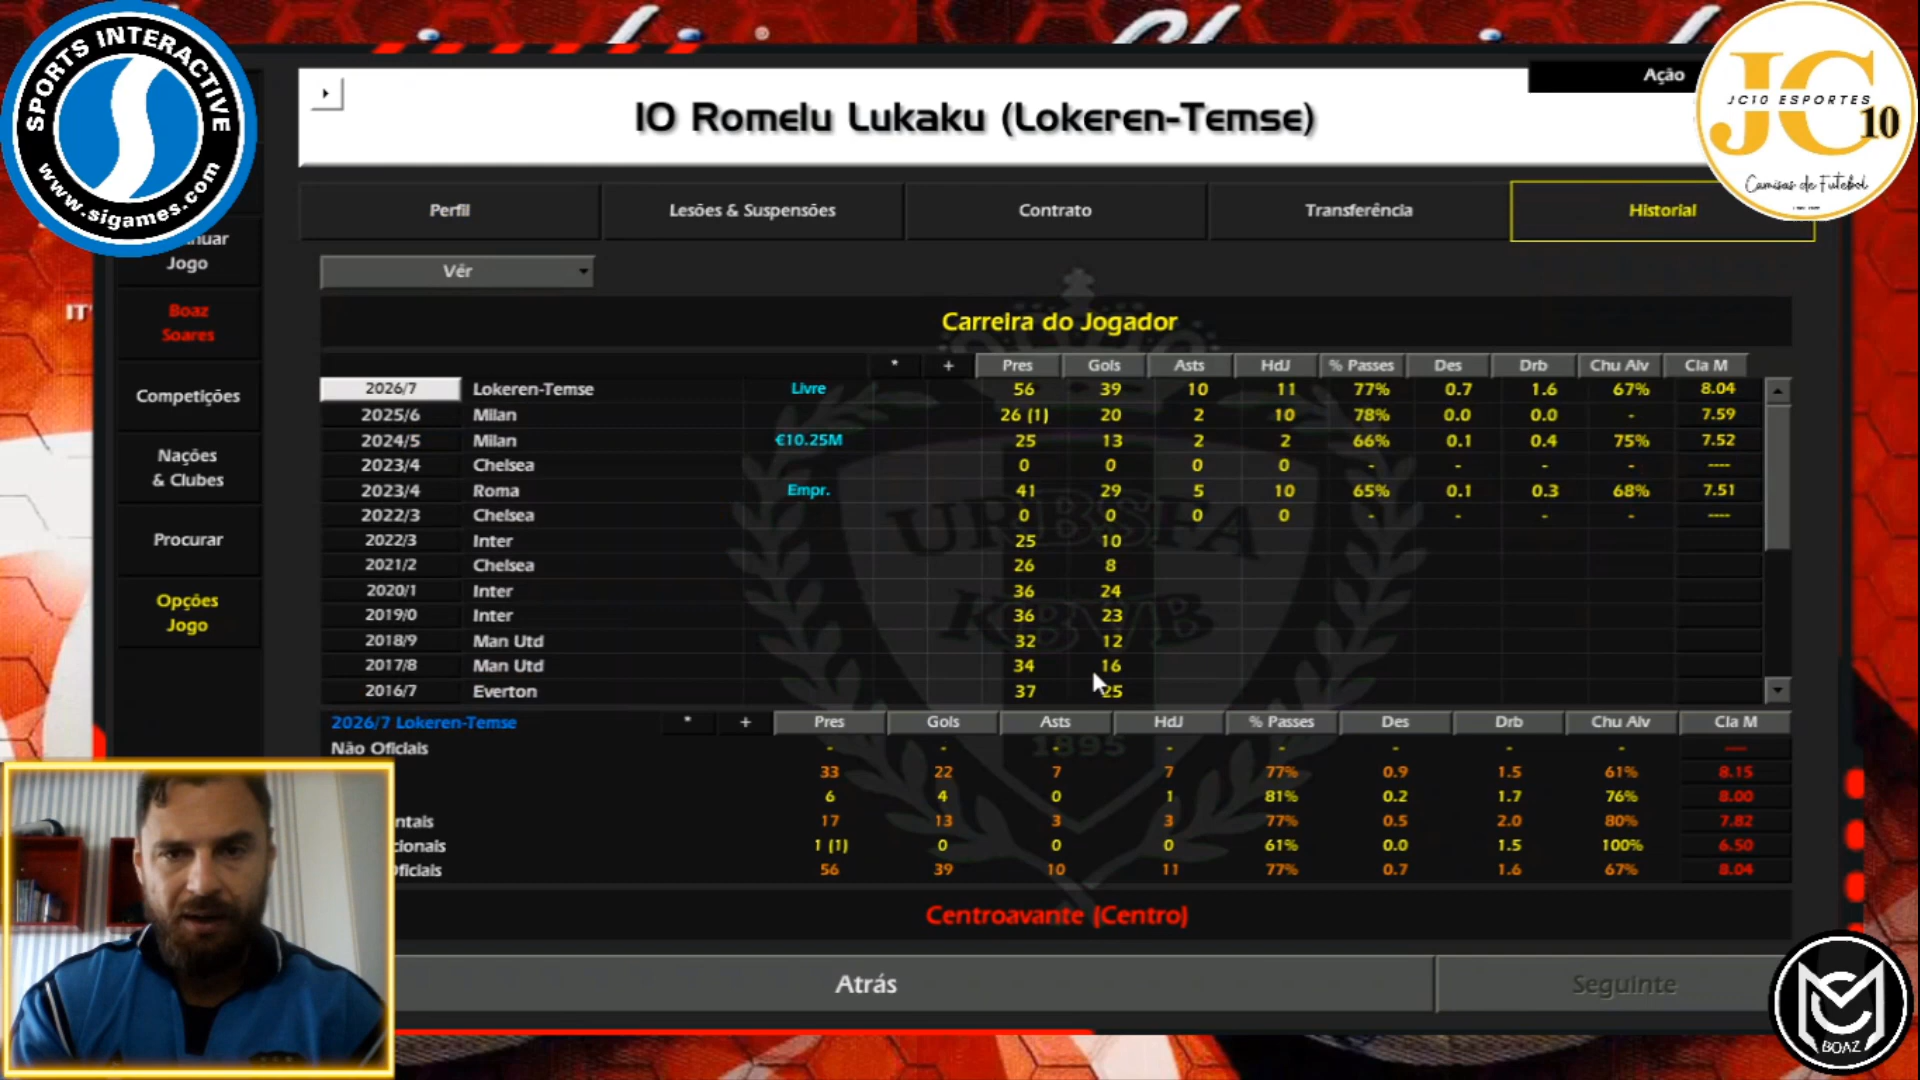 SPORTS INTERACTIVE
www.sigames.com
Ação
JC
10
JC10 ESPORTES
Camisas de Futebol
10 Romelu Lukaku (Lokeren-Temse)
Perfil Lesões & Suspensões Contrato Transferência Historial
nuar
Jogo
Boaz
Soares
Competições
Nações
& Clubes
Procurar
Opções
Jogo
IT'
Vêr
Carreira do Jogador
* + Pres Gols Asts HdJ % Passes Des Drb Chu Alv Cla M
2026/7 Lokeren-Temse Livre 56 39 10 11 77% 0.7 1.6 67% 8.04
2025/6 Milan 26 (1) 20 2 10 78% 0.0 0.0 - 7.59
2024/5 Milan €10.25M 25 13 2 2 66% 0.1 0.4 75% 7.52
2023/4 Chelsea 0 0 0 0 - - - - ----
2023/4 Roma Empr. 41 29 5 10 65% 0.1 0.3 68% 7.51
2022/3 Chelsea 0 0 0 0 - - - - ----
2022/3 Inter 25 10
2021/2 Chelsea 26 8
2020/1 Inter 36 24
2019/0 Inter 36 23
2018/9 Man Utd 32 12
2017/8 Man Utd 34 16
2016/7 Everton 37 25
URBSFA
KBVB
1895
2026/7 Lokeren-Temse * + Pres Gols Asts HdJ % Passes Des Drb Chu Alv Cla M
Não Oficiais - - - - - - - - ----
33 22 7 7 77% 0.9 1.5 61% 8.15
6 4 0 1 81% 0.2 1.7 76% 8.00
ntais 17 13 3 3 77% 0.5 2.0 80% 7.82
cionais 1 (1) 0 0 0 61% 0.0 1.5 100% 6.50
ficiais 56 39 10 11 77% 0.7 1.6 67% 8.04
Centroavante (Centro)
Atrás Seguinte
BOAZ